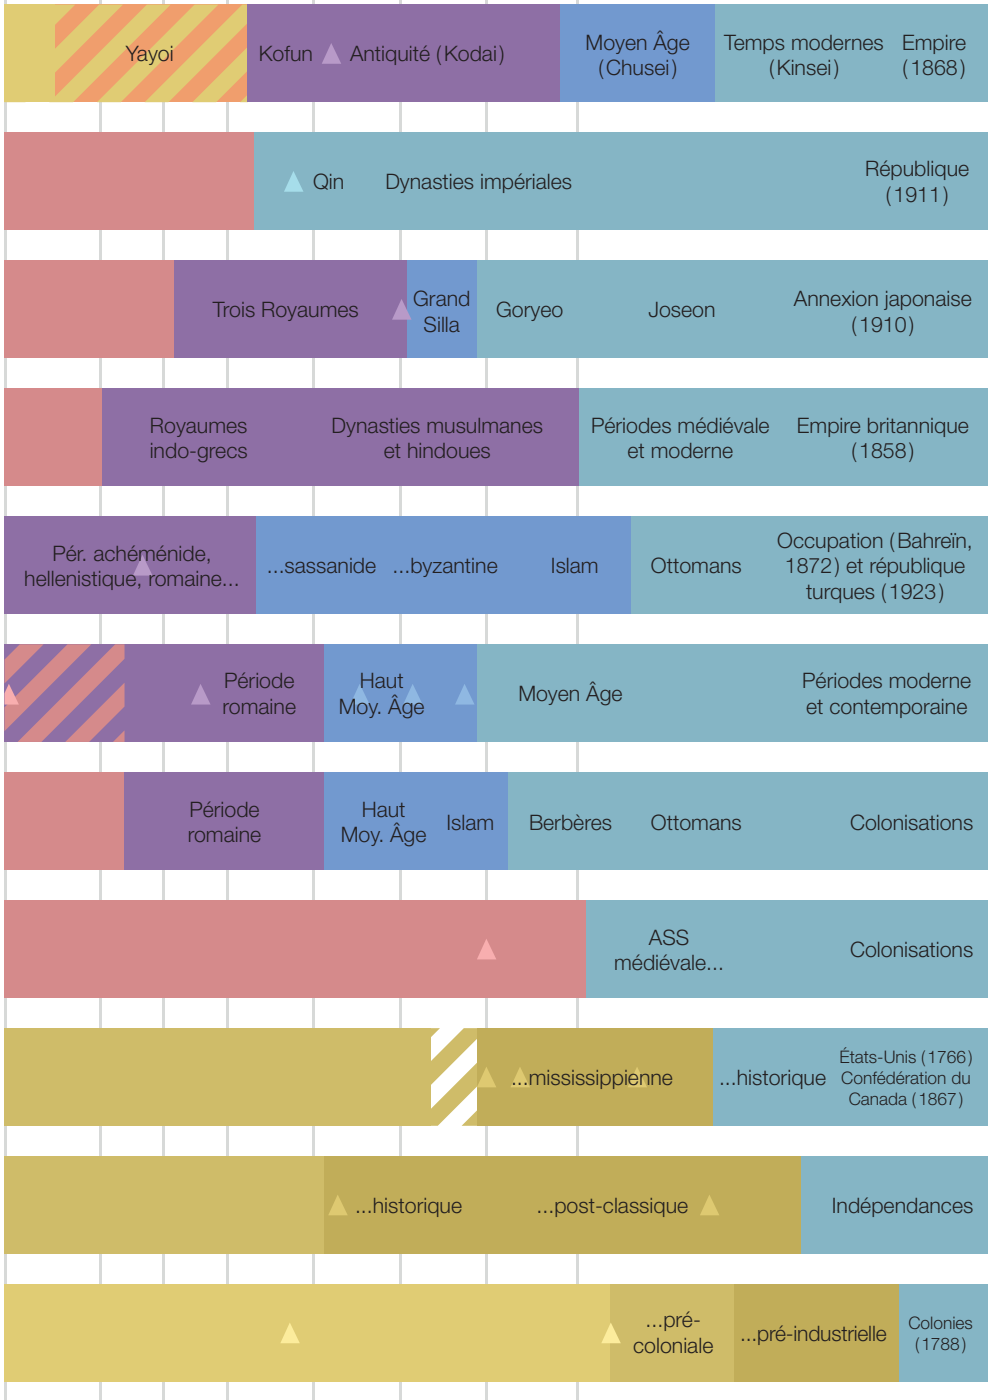 Yayoi
Kofun
Antiquité (Kodai)
Moyen Âge
(Chusei)
Temps modernes
(Kinsei)
Empire
(1868)
Qin
Dynasties impériales
République
(1911)
Trois Royaumes
Grand
Silla
Goryeo
Joseon
Annexion japonaise
(1910)
Royaumes
indo-grecs
Dynasties musulmanes
et hindoues
Périodes médiévale
et moderne
Empire britannique
(1858)
Pér. achéménide,
hellenistique, romaine...
...sassanide
...byzantine
Islam
Ottomans
Occupation (Bahreïn,
1872) et république
turques (1923)
Période
romaine
Haut
Moy. Âge
Moyen Âge
Périodes moderne
et contemporaine
Période
romaine
Haut
Moy. Âge
Islam
Berbères
Ottomans
Colonisations
ASS
médiévale...
Colonisations
...mississippienne
...historique
États-Unis (1766)
Confédération du
Canada (1867)
...historique
...post-classique
Indépendances
...pré-
coloniale
...pré-industrielle
Colonies
(1788)